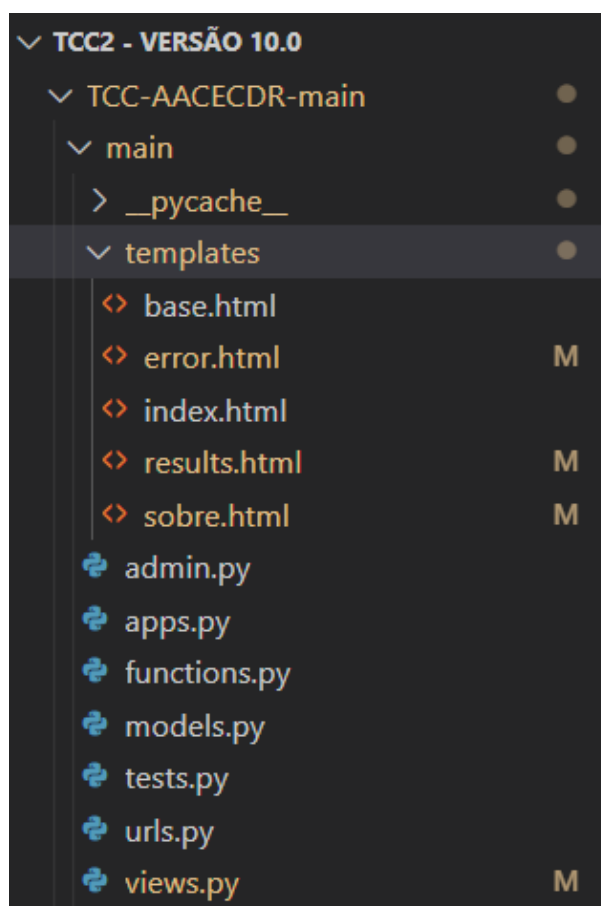 TCC2 - VERSÃO 10.0
TCC-AACECDR-main
main
__pycache__
templates
base.html
error.html M
index.html
results.html M
sobre.html M
admin.py
apps.py
functions.py
models.py
tests.py
urls.py
views.py M